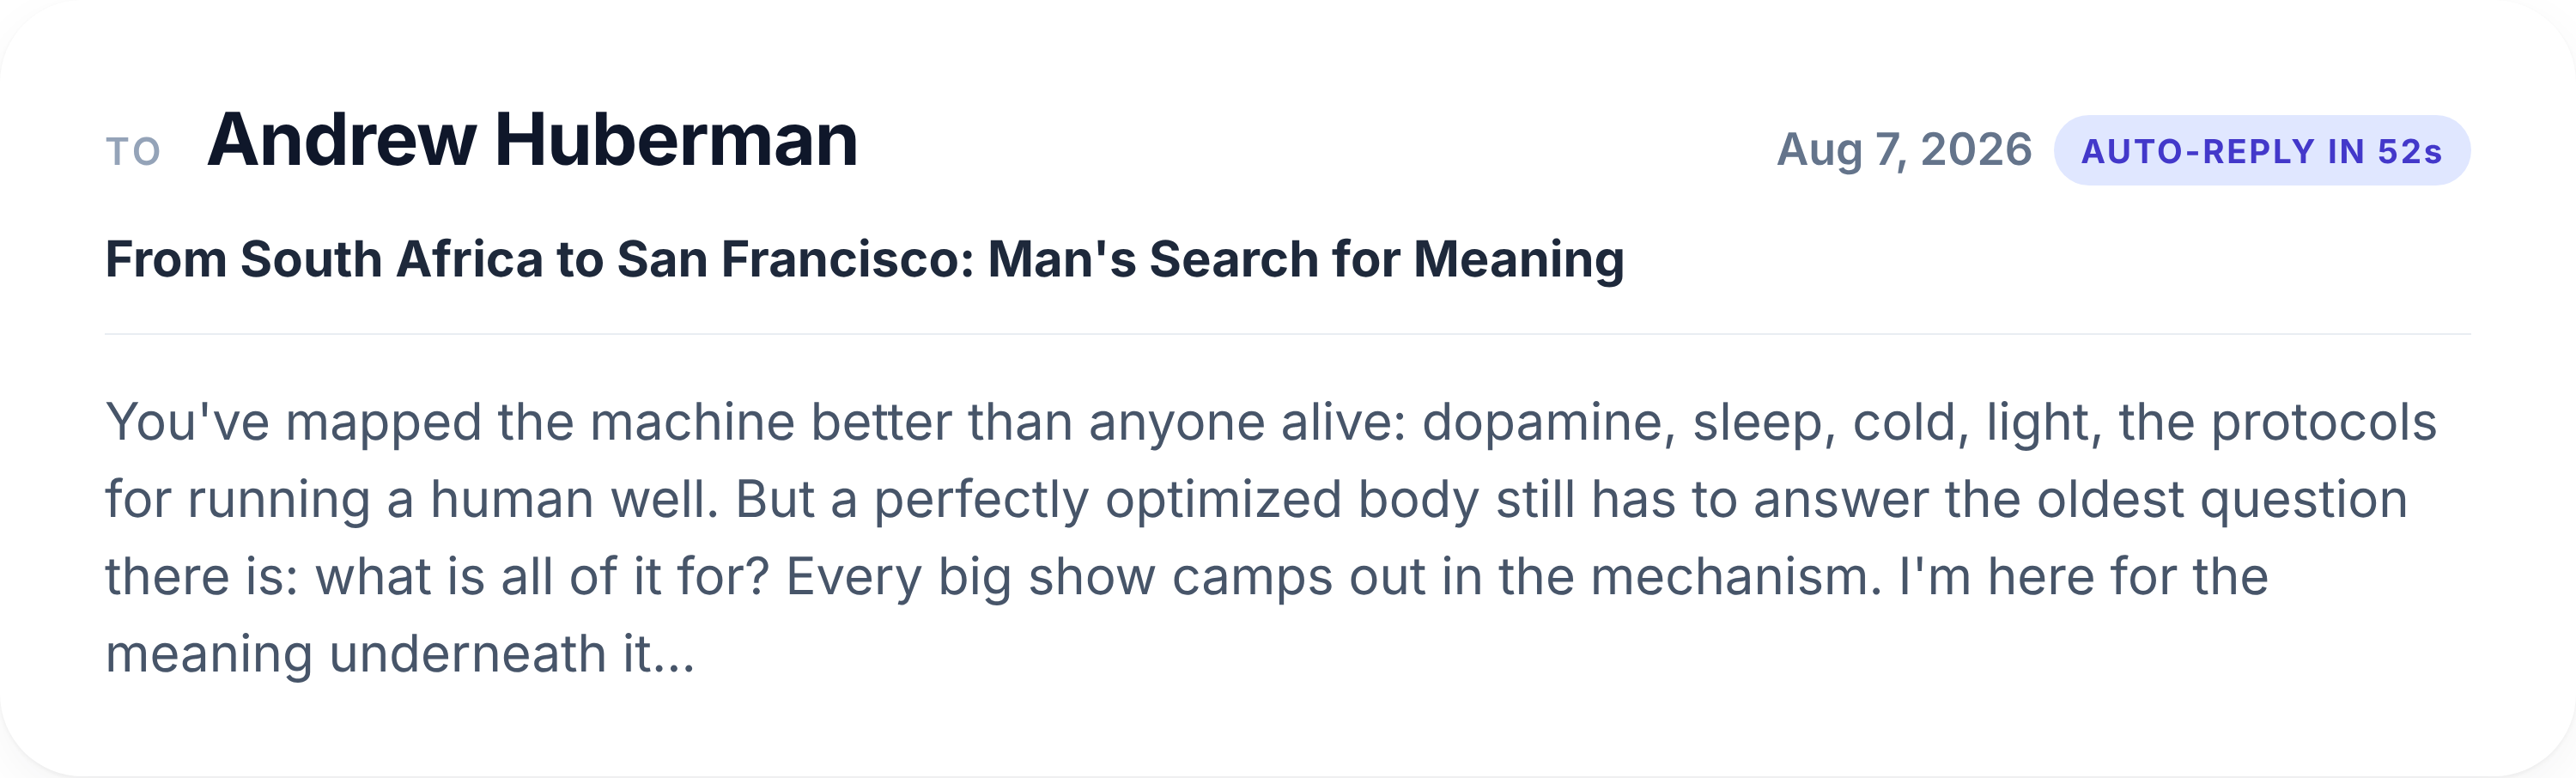 TO Andrew Huberman Aug 7, 2026 AUTO-REPLY IN 52s
From South Africa to San Francisco: Man's Search for Meaning
You've mapped the machine better than anyone alive: dopamine, sleep, cold, light, the protocols
for running a human well. But a perfectly optimized body still has to answer the oldest question
there is: what is all of it for? Every big show camps out in the mechanism. I'm here for the
meaning underneath it...